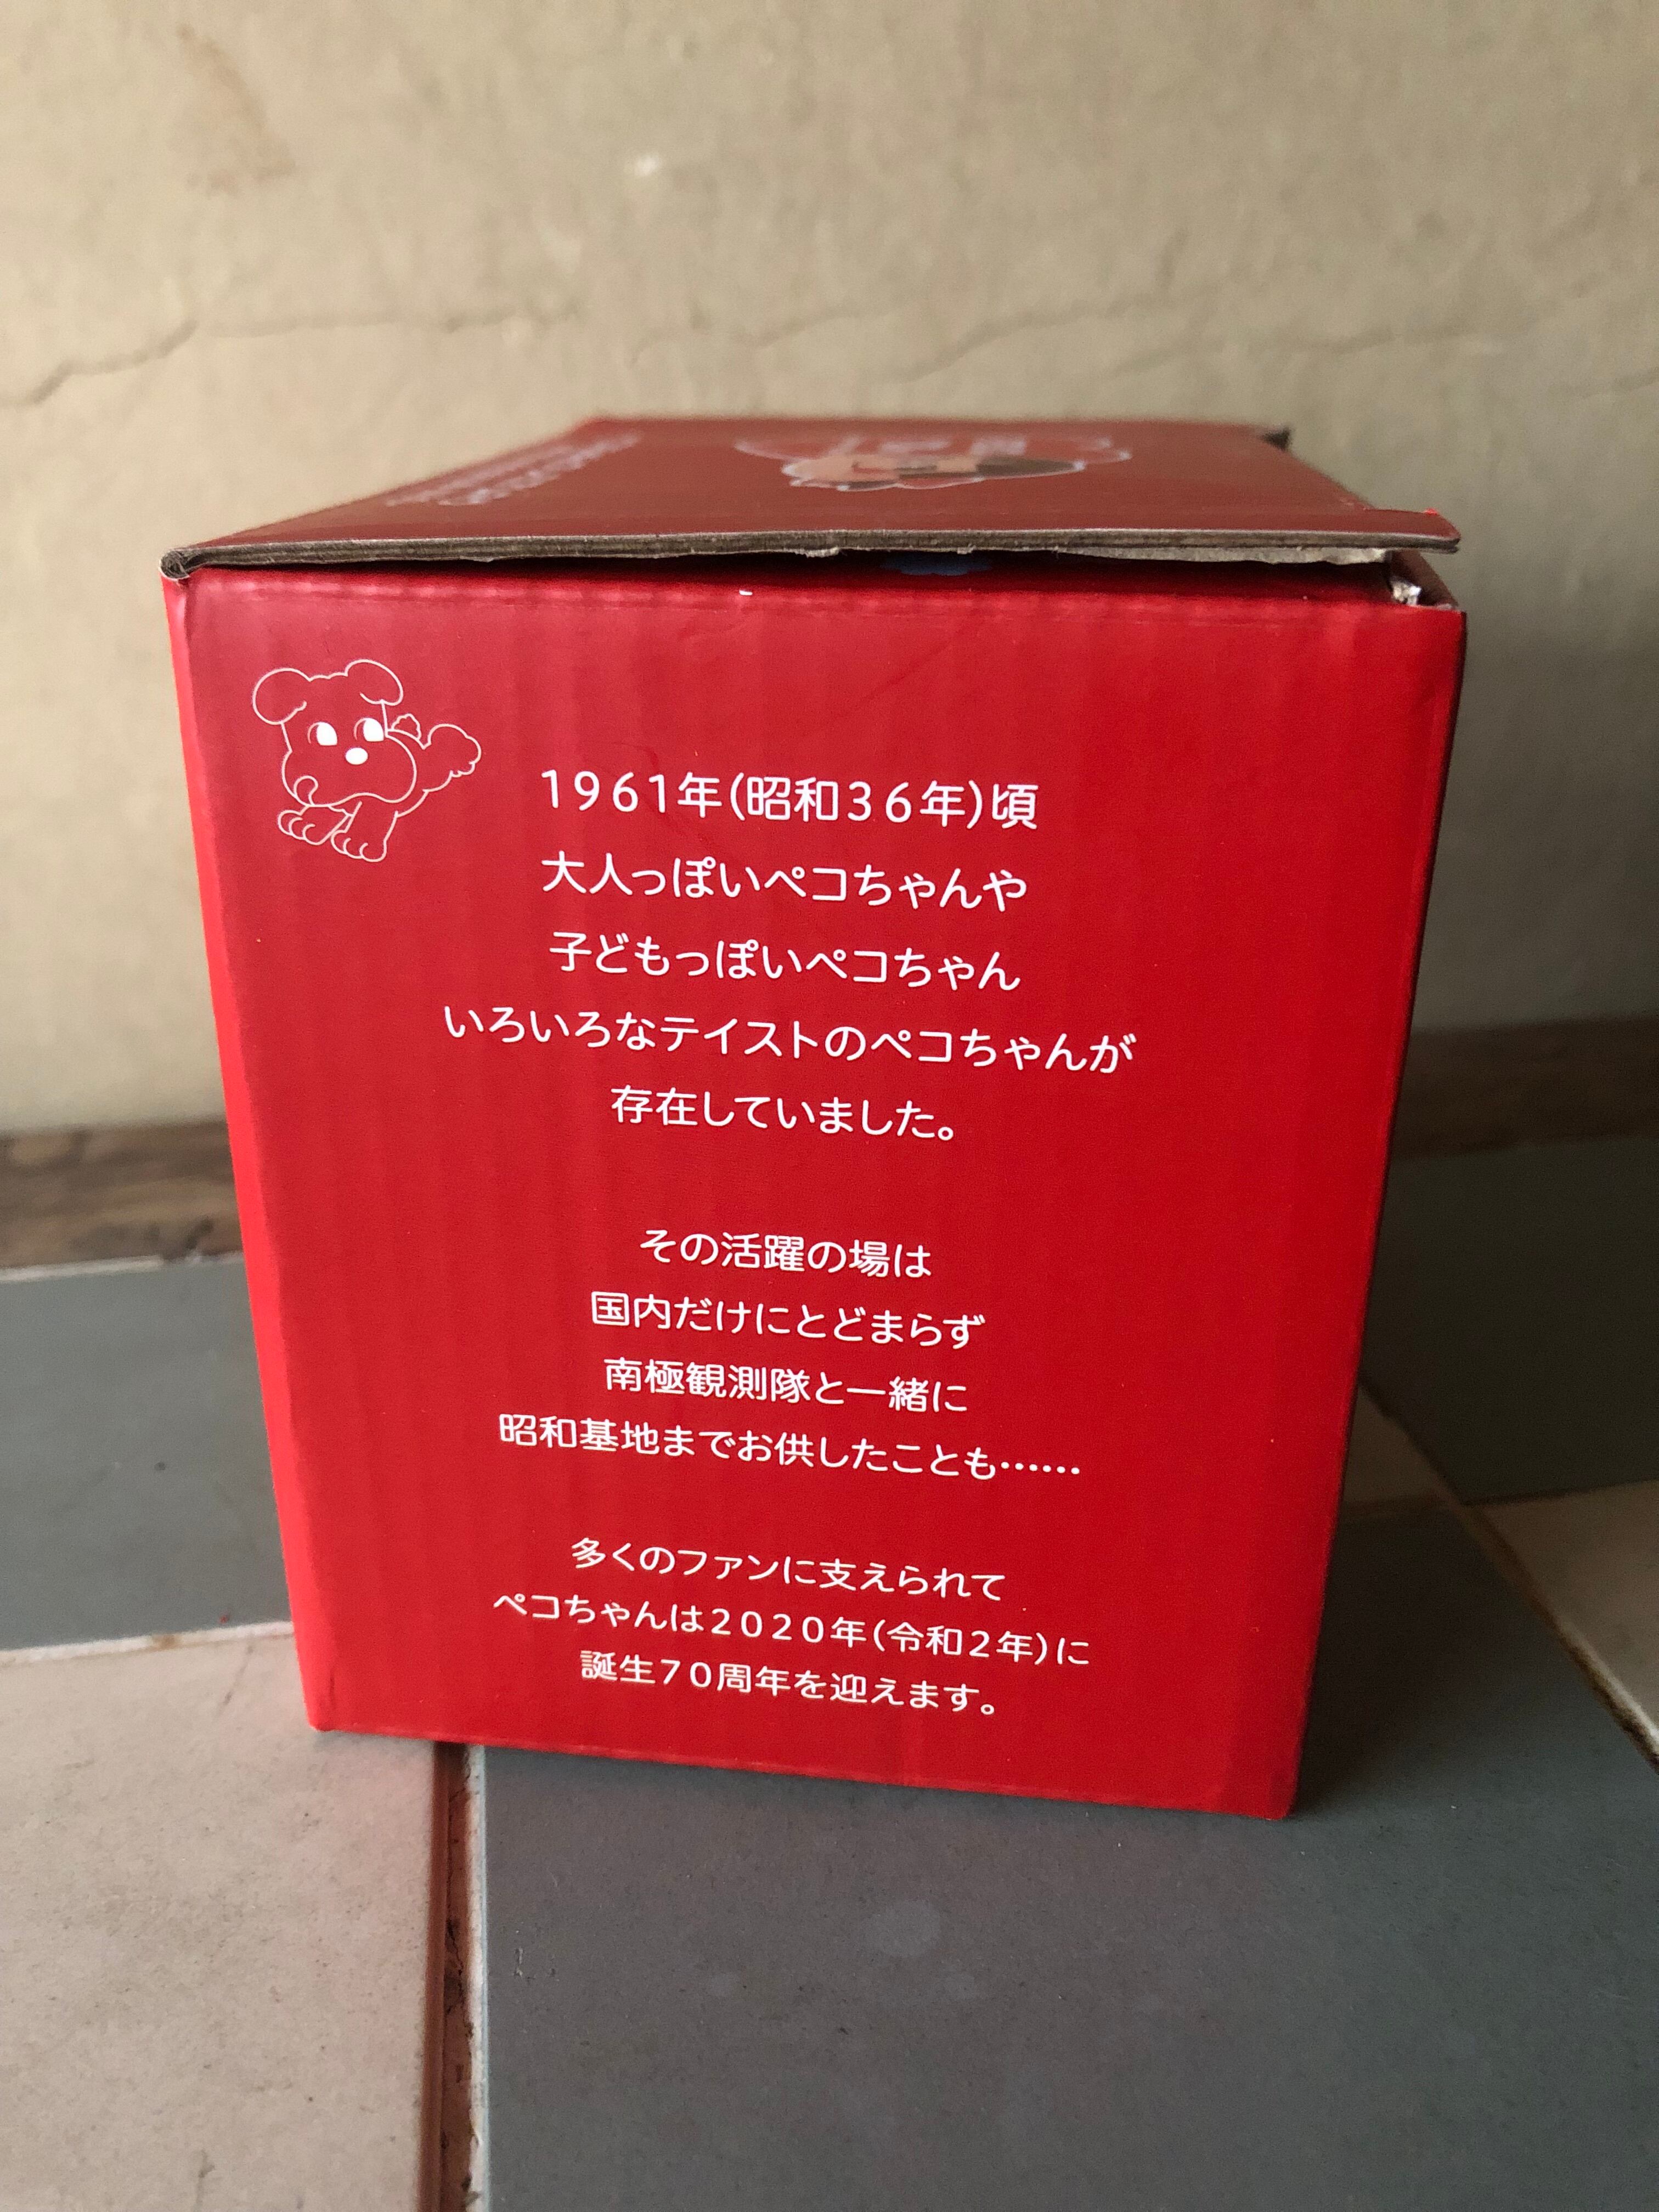 1961年(昭和36年)頃
大人っぽいペコちゃんや
子どもっぽいペコちゃん
いろいろなテイストのペコちゃんが
存在していました。
その活躍の場は
国内だけにとどまらず
南極観測隊と一緒に
昭和基地までお供したことも……
多くのファンに支えられて
ペコちゃんは2020年(令和2年)に
誕生70周年を迎えます。